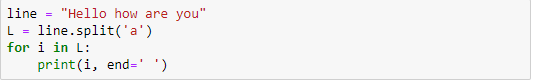 line = "Hello how are you"
L = line.split('a')
for i in L:
    print(i, end=' ')